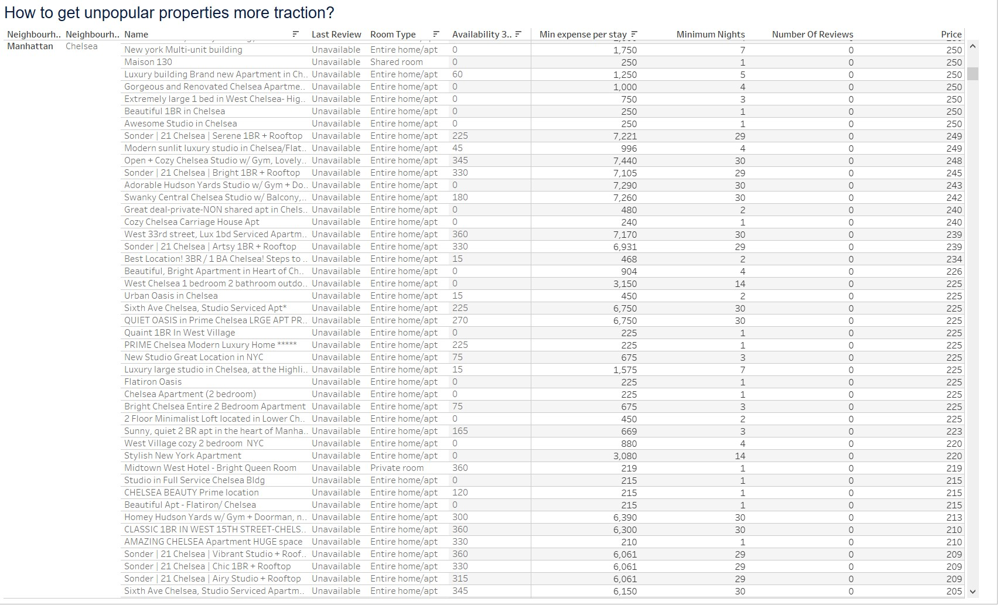 How to get unpopular properties more traction?
Neighbourh.. Neighbourh.. Name Last Review Room Type Availability 3.. Min expense per stay Minimum Nights Number Of Reviews Price
Manhattan Chelsea
New york Multi-unit building Unavailable Entire home/apt 0 1,750 7 0 250
Maison 130 Unavailable Shared room 0 250 1 0 250
Luxury building Brand new Apartment in Ch.. Unavailable Entire home/apt 60 1,250 5 0 250
Gorgeous and Renovated Chelsea Apartme.. Unavailable Entire home/apt 0 1,000 4 0 250
Extremely large 1 bed in West Chelsea- Hig.. Unavailable Entire home/apt 0 750 3 0 250
Beautiful 1BR in Chelsea Unavailable Entire home/apt 0 250 1 0 250
Awesome Studio in Chelsea Unavailable Entire home/apt 0 250 1 0 250
Sonder | 21 Chelsea | Serene 1BR + Rooftop Unavailable Entire home/apt 225 7,221 29 0 249
Modern sunlit luxury studio in Chelsea/Flat.. Unavailable Entire home/apt 45 996 4 0 249
Open + Cozy Chelsea Studio w/ Gym, Lovely.. Unavailable Entire home/apt 345 7,440 30 0 248
Sonder | 21 Chelsea | Bright 1BR + Rooftop Unavailable Entire home/apt 330 7,105 29 0 245
Adorable Hudson Yards Studio w/ Gym + Do.. Unavailable Entire home/apt 0 7,290 30 0 243
Swanky Central Chelsea Studio w/ Balcony,.. Unavailable Entire home/apt 180 7,260 30 0 242
Great deal-private-NON shared apt in Chels.. Unavailable Entire home/apt 0 480 2 0 240
Cozy Chelsea Carriage House Apt Unavailable Entire home/apt 0 240 1 0 240
West 33rd street, Lux 1bd Serviced Apartm.. Unavailable Entire home/apt 360 7,170 30 0 239
Sonder | 21 Chelsea | Artsy 1BR + Rooftop Unavailable Entire home/apt 330 6,931 29 0 239
Best Location! 3BR / 1 BA Chelsea! Steps to .. Unavailable Entire home/apt 15 468 2 0 234
Beautiful, Bright Apartment in Heart of Ch.. Unavailable Entire home/apt 0 904 4 0 226
West Chelsea 1 bedroom 2 bathroom outdo.. Unavailable Entire home/apt 0 3,150 14 0 225
Urban Oasis in Chelsea Unavailable Entire home/apt 15 450 2 0 225
Sixth Ave Chelsea, Studio Serviced Apt* Unavailable Entire home/apt 225 6,750 30 0 225
QUIET OASIS in Prime Chelsea LRGE APT PR.. Unavailable Entire home/apt 270 6,750 30 0 225
Quaint 1BR In West Village Unavailable Entire home/apt 0 225 1 0 225
PRIME Chelsea Modern Luxury Home ***** Unavailable Entire home/apt 225 225 1 0 225
New Studio Great Location in NYC Unavailable Entire home/apt 75 675 3 0 225
Luxury large studio in Chelsea, at the Highli.. Unavailable Entire home/apt 15 1,575 7 0 225
Flatiron Oasis Unavailable Entire home/apt 0 225 1 0 225
Chelsea Apartment (2 bedroom) Unavailable Entire home/apt 0 225 1 0 225
Bright Chelsea Entire 2 Bedroom Apartment Unavailable Entire home/apt 75 675 3 0 225
2 Floor Minimalist Loft located in Lower Ch.. Unavailable Entire home/apt 0 450 2 0 225
Sunny, quiet 2 BR apt in the heart of Manha.. Unavailable Entire home/apt 165 669 3 0 223
West Village cozy 2 bedroom NYC Unavailable Entire home/apt 0 880 4 0 220
Stylish New York Apartment Unavailable Entire home/apt 0 3,080 14 0 220
Midtown West Hotel - Bright Queen Room Unavailable Private room 360 219 1 0 219
Studio in Full Service Chelsea Bldg Unavailable Entire home/apt 0 215 1 0 215
CHELSEA BEAUTY Prime location Unavailable Entire home/apt 120 215 1 0 215
Beautiful Apt - Flatiron/ Chelsea Unavailable Entire home/apt 0 215 1 0 215
Homey Hudson Yards w/ Gym + Doorman, n.. Unavailable Entire home/apt 300 6,390 30 0 213
CLASSIC 1BR IN WEST 15TH STREET-CHELS.. Unavailable Entire home/apt 360 6,300 30 0 210
AMAZING CHELSEA Apartment HUGE space Unavailable Entire home/apt 330 210 1 0 210
Sonder | 21 Chelsea | Vibrant Studio + Roof.. Unavailable Entire home/apt 360 6,061 29 0 209
Sonder | 21 Chelsea | Chic 1BR + Rooftop Unavailable Entire home/apt 330 6,061 29 0 209
Sonder | 21 Chelsea | Airy Studio + Rooftop Unavailable Entire home/apt 315 6,061 29 0 209
Sixth Ave Chelsea, Studio Serviced Apartm.. Unavailable Entire home/apt 345 6,150 30 0 205